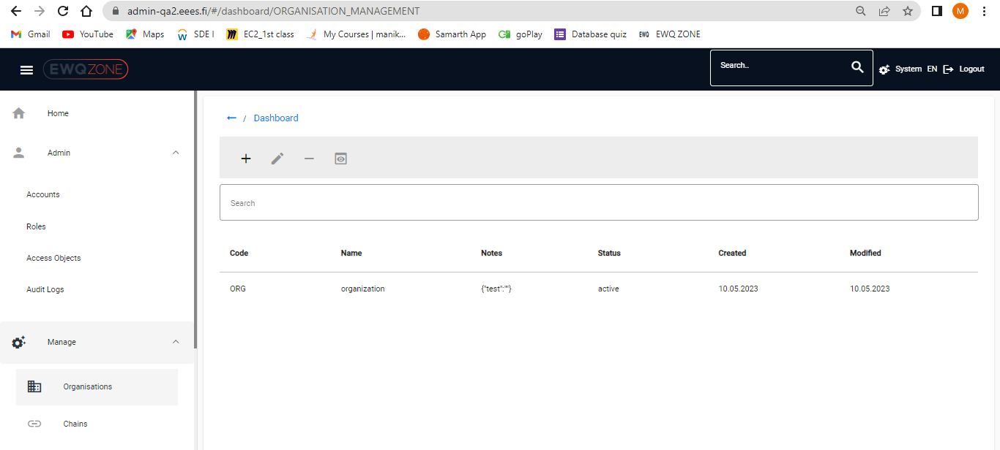 admin-qa2.eees.fi/#/dashboard/ORGANISATION_MANAGEMENT
M
Gmail YouTube Maps SDE I EC2_1st class My Courses | manik... Samarth App goPlay Database quiz EWQ EWQ ZONE
EWQZONE Search.. System EN Logout
Home
Admin
Accounts
Roles
Access Objects
Audit Logs
Manage
Organisations
Chains
← / Dashboard
Search
Code Name Notes Status Created Modified
ORG organization {"test":""} active 10.05.2023 10.05.2023